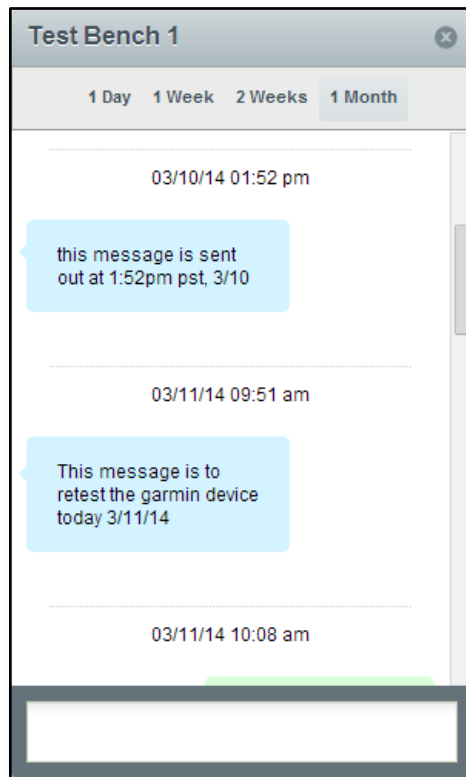 Test Bench 1
1 Day 1 Week 2 Weeks 1 Month
03/10/14 01:52 pm
this message is sent
out at 1:52pm pst, 3/10
03/11/14 09:51 am
This message is to
retest the garmin device
today 3/11/14
03/11/14 10:08 am